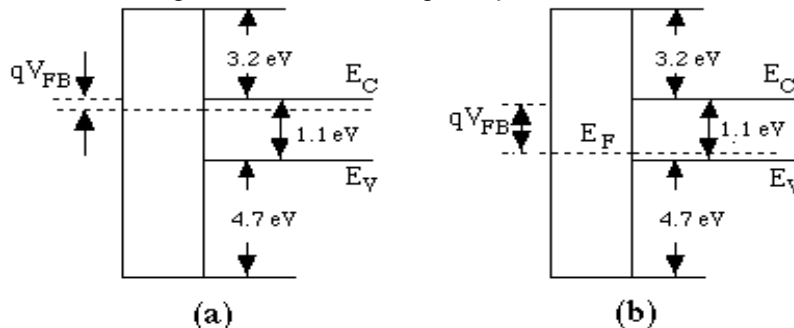 3.2 eV
qV_FB
E_C
1.1 eV
E_V
4.7 eV
(a)
3.2 eV
E_C
qV_FB
E_F
1.1 eV
E_V
4.7 eV
(b)